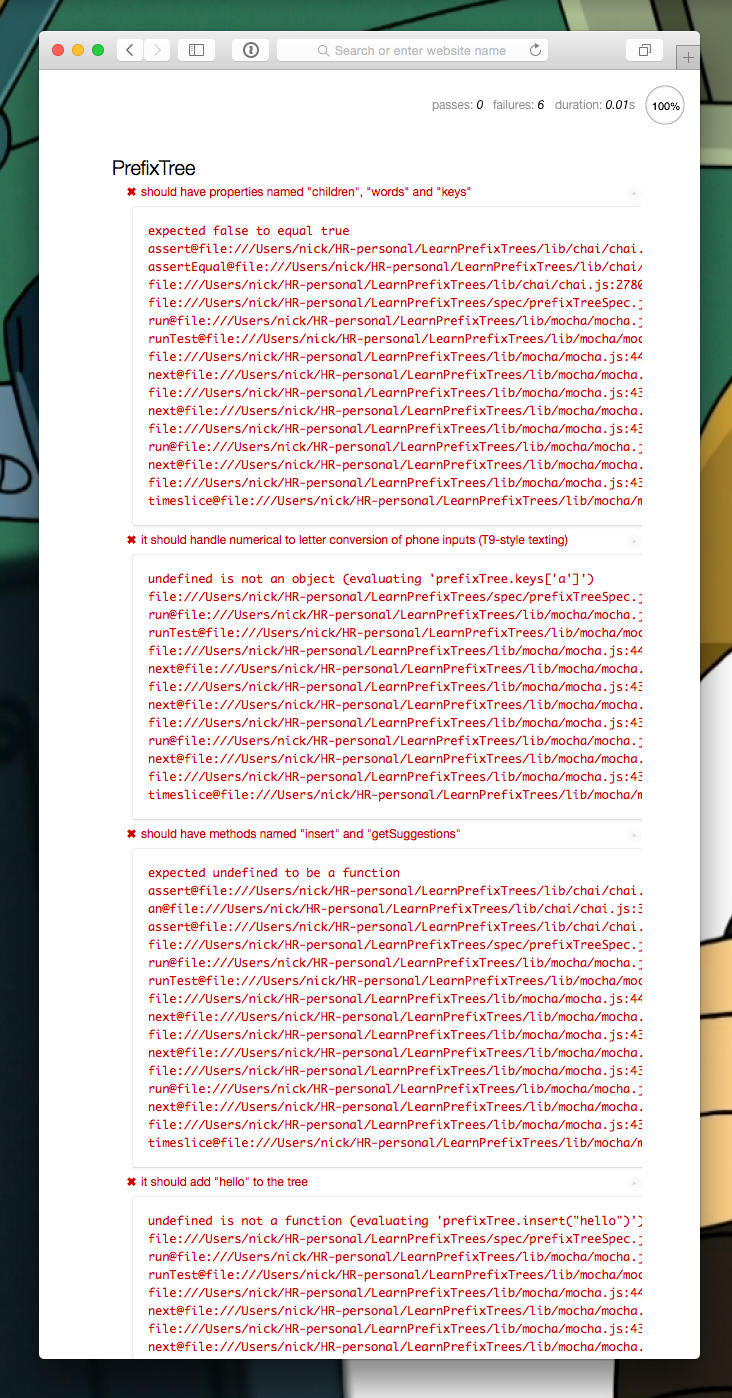 Search or enter website name
passes: 0 failures: 6 duration: 0.01s 100%
PrefixTree
✖ should have properties named "children", "words" and "keys"
expected false to equal true
assert@file:///Users/nick/HR-personal/LearnPrefixTrees/lib/chai/chai.
assertEqual@file:///Users/nick/HR-personal/LearnPrefixTrees/lib/chai/
file:///Users/nick/HR-personal/LearnPrefixTrees/lib/chai/chai.js:2780
file:///Users/nick/HR-personal/LearnPrefixTrees/spec/prefixTreeSpec.j
run@file:///Users/nick/HR-personal/LearnPrefixTrees/lib/mocha/mocha.j
runTest@file:///Users/nick/HR-personal/LearnPrefixTrees/lib/mocha/moc
file:///Users/nick/HR-personal/LearnPrefixTrees/lib/mocha/mocha.js:44
next@file:///Users/nick/HR-personal/LearnPrefixTrees/lib/mocha/mocha.
file:///Users/nick/HR-personal/LearnPrefixTrees/lib/mocha/mocha.js:43
next@file:///Users/nick/HR-personal/LearnPrefixTrees/lib/mocha/mocha.
file:///Users/nick/HR-personal/LearnPrefixTrees/lib/mocha/mocha.js:43
run@file:///Users/nick/HR-personal/LearnPrefixTrees/lib/mocha/mocha.j
next@file:///Users/nick/HR-personal/LearnPrefixTrees/lib/mocha/mocha.
file:///Users/nick/HR-personal/LearnPrefixTrees/lib/mocha/mocha.js:43
timeslice@file:///Users/nick/HR-personal/LearnPrefixTrees/lib/mocha/m
✖ it should handle numerical to letter conversion of phone inputs (T9-style texting)
undefined is not an object (evaluating 'prefixTree.keys['a']')
file:///Users/nick/HR-personal/LearnPrefixTrees/spec/prefixTreeSpec.j
run@file:///Users/nick/HR-personal/LearnPrefixTrees/lib/mocha/mocha.j
runTest@file:///Users/nick/HR-personal/LearnPrefixTrees/lib/mocha/moc
file:///Users/nick/HR-personal/LearnPrefixTrees/lib/mocha/mocha.js:44
next@file:///Users/nick/HR-personal/LearnPrefixTrees/lib/mocha/mocha.
file:///Users/nick/HR-personal/LearnPrefixTrees/lib/mocha/mocha.js:43
next@file:///Users/nick/HR-personal/LearnPrefixTrees/lib/mocha/mocha.
file:///Users/nick/HR-personal/LearnPrefixTrees/lib/mocha/mocha.js:43
run@file:///Users/nick/HR-personal/LearnPrefixTrees/lib/mocha/mocha.j
next@file:///Users/nick/HR-personal/LearnPrefixTrees/lib/mocha/mocha.
file:///Users/nick/HR-personal/LearnPrefixTrees/lib/mocha/mocha.js:43
timeslice@file:///Users/nick/HR-personal/LearnPrefixTrees/lib/mocha/m
✖ should have methods named "insert" and "getSuggestions"
expected undefined to be a function
assert@file:///Users/nick/HR-personal/LearnPrefixTrees/lib/chai/chai.
an@file:///Users/nick/HR-personal/LearnPrefixTrees/lib/chai/chai.js:3
assert@file:///Users/nick/HR-personal/LearnPrefixTrees/lib/chai/chai.
file:///Users/nick/HR-personal/LearnPrefixTrees/spec/prefixTreeSpec.j
run@file:///Users/nick/HR-personal/LearnPrefixTrees/lib/mocha/mocha.j
runTest@file:///Users/nick/HR-personal/LearnPrefixTrees/lib/mocha/moc
file:///Users/nick/HR-personal/LearnPrefixTrees/lib/mocha/mocha.js:44
next@file:///Users/nick/HR-personal/LearnPrefixTrees/lib/mocha/mocha.
file:///Users/nick/HR-personal/LearnPrefixTrees/lib/mocha/mocha.js:43
next@file:///Users/nick/HR-personal/LearnPrefixTrees/lib/mocha/mocha.
file:///Users/nick/HR-personal/LearnPrefixTrees/lib/mocha/mocha.js:43
run@file:///Users/nick/HR-personal/LearnPrefixTrees/lib/mocha/mocha.j
next@file:///Users/nick/HR-personal/LearnPrefixTrees/lib/mocha/mocha.
file:///Users/nick/HR-personal/LearnPrefixTrees/lib/mocha/mocha.js:43
timeslice@file:///Users/nick/HR-personal/LearnPrefixTrees/lib/mocha/m
✖ it should add "hello" to the tree
undefined is not a function (evaluating 'prefixTree.insert("hello")')
file:///Users/nick/HR-personal/LearnPrefixTrees/spec/prefixTreeSpec.j
run@file:///Users/nick/HR-personal/LearnPrefixTrees/lib/mocha/mocha.j
runTest@file:///Users/nick/HR-personal/LearnPrefixTrees/lib/mocha/moc
file:///Users/nick/HR-personal/LearnPrefixTrees/lib/mocha/mocha.js:44
next@file:///Users/nick/HR-personal/LearnPrefixTrees/lib/mocha/mocha.
file:///Users/nick/HR-personal/LearnPrefixTrees/lib/mocha/mocha.js:43
next@file:///Users/nick/HR-personal/LearnPrefixTrees/lib/mocha/mocha.